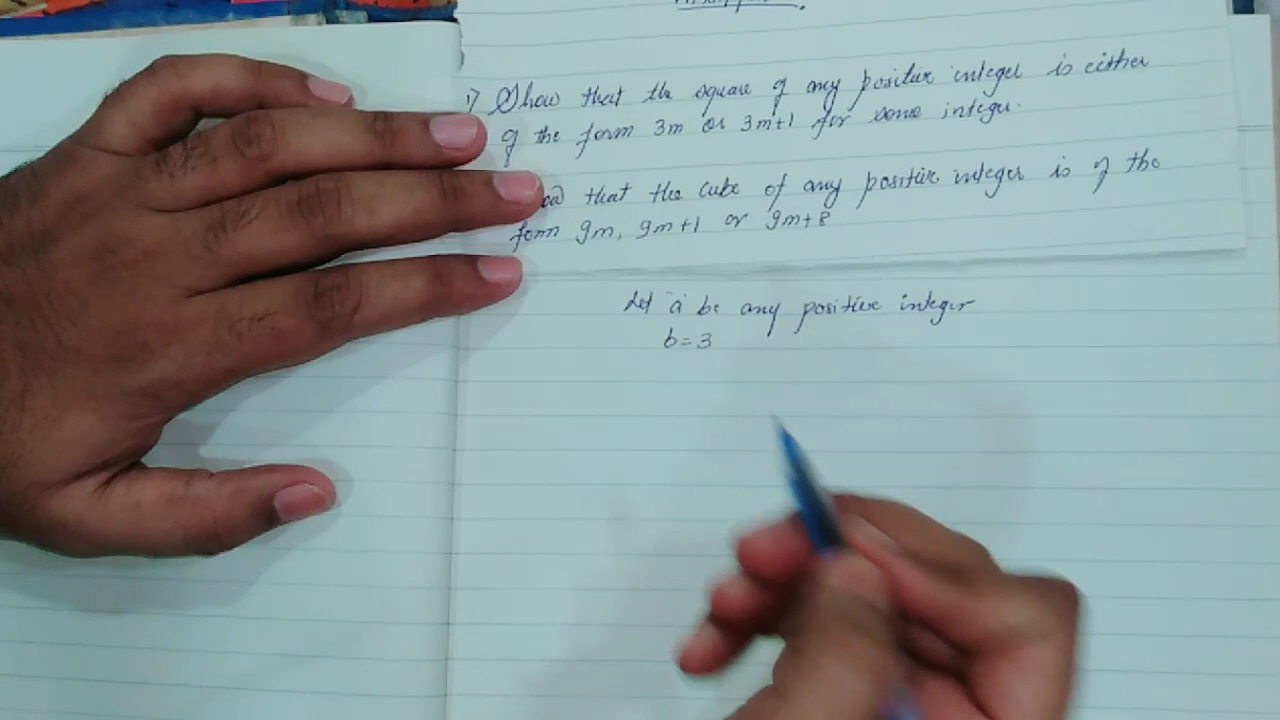 1) Show that the square of any positive integer is either
of the form 3m or 3m+1 for some integer.
that the cube of any positive integer is of the
form 9m, 9m+1 or 9m+8
Let 'a' be any positive integer
b=3